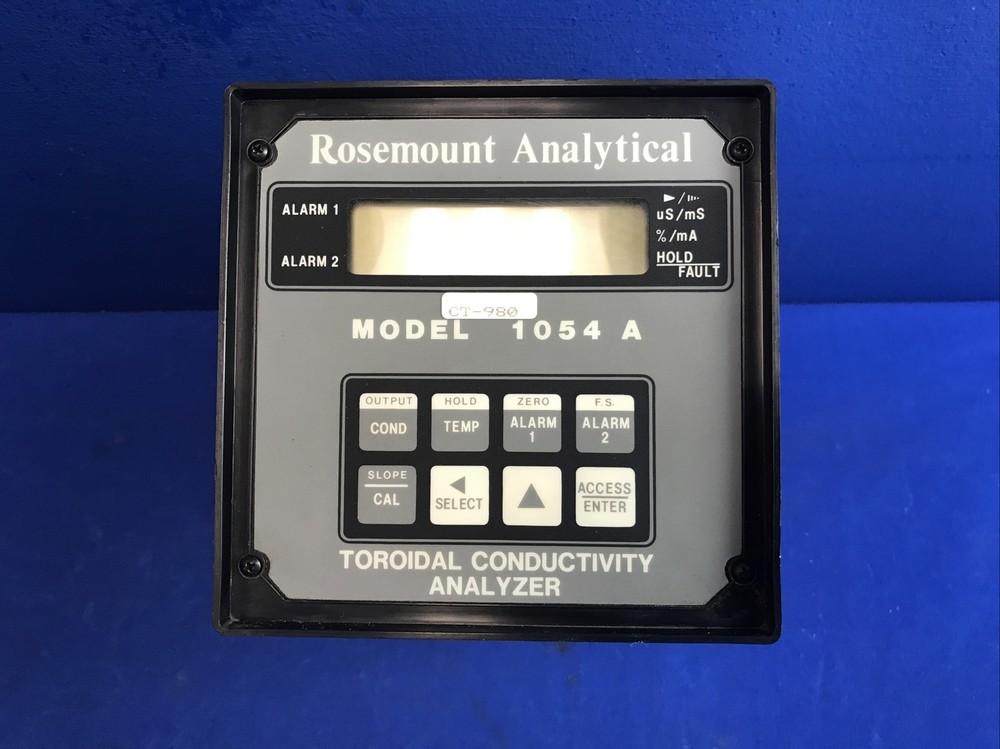 Rosemount Analytical
ALARM 1
ALARM 2
uS/mS
%/mA
HOLD
FAULT
CT-980
MODEL 1054 A
OUTPUT
COND
HOLD
TEMP
ZERO
ALARM
1
F.S.
ALARM
2
SLOPE
CAL
SELECT
ACCESS
ENTER
TOROIDAL CONDUCTIVITY
ANALYZER